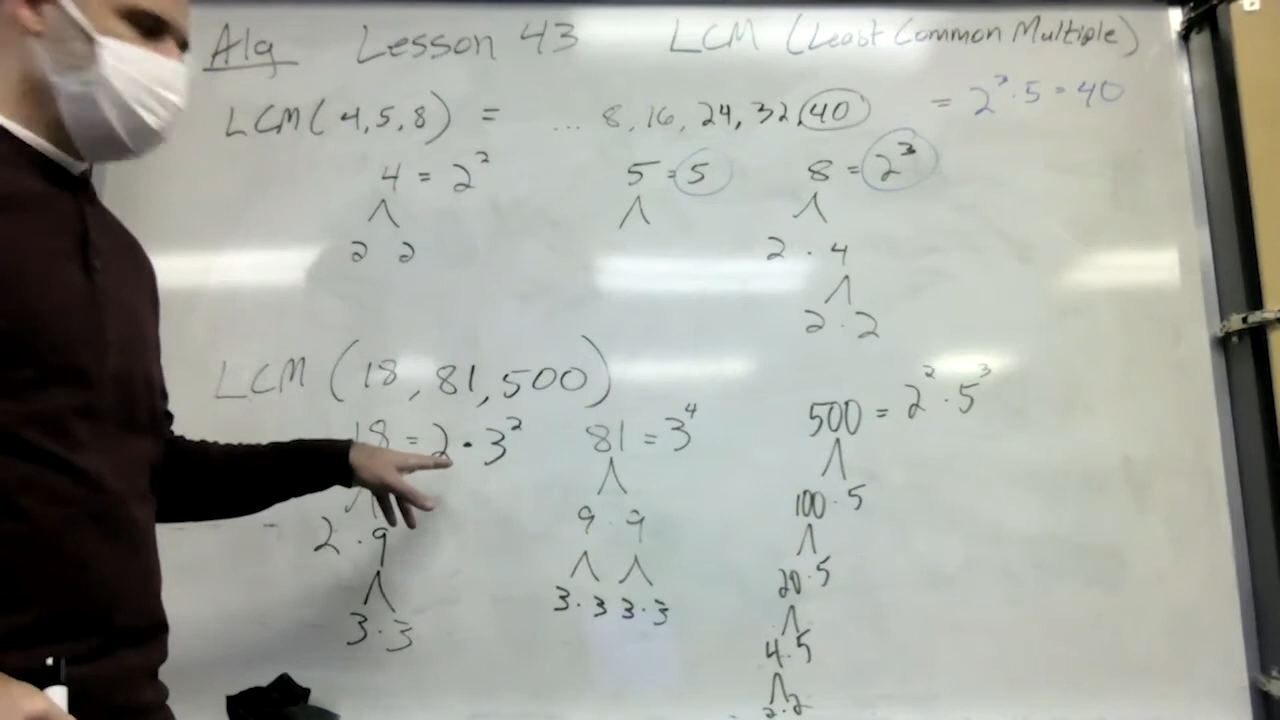 Alg Lesson 43 LCM (Least Common Multiple)
LCM(4,5,8) = ... 8, 16, 24, 32, 40 = 2³·5=40
4 = 2² 5=5 8 = 2³
2 2 2 · 4
2 · 2
LCM (18, 81, 500)
18 = 2 · 3² 81 = 3⁴ 500 = 2² · 5³
2 · 9 9 · 9 100 · 5
3 · 3 3 · 3 3 · 3 20 · 5
4 · 5
2 · 2